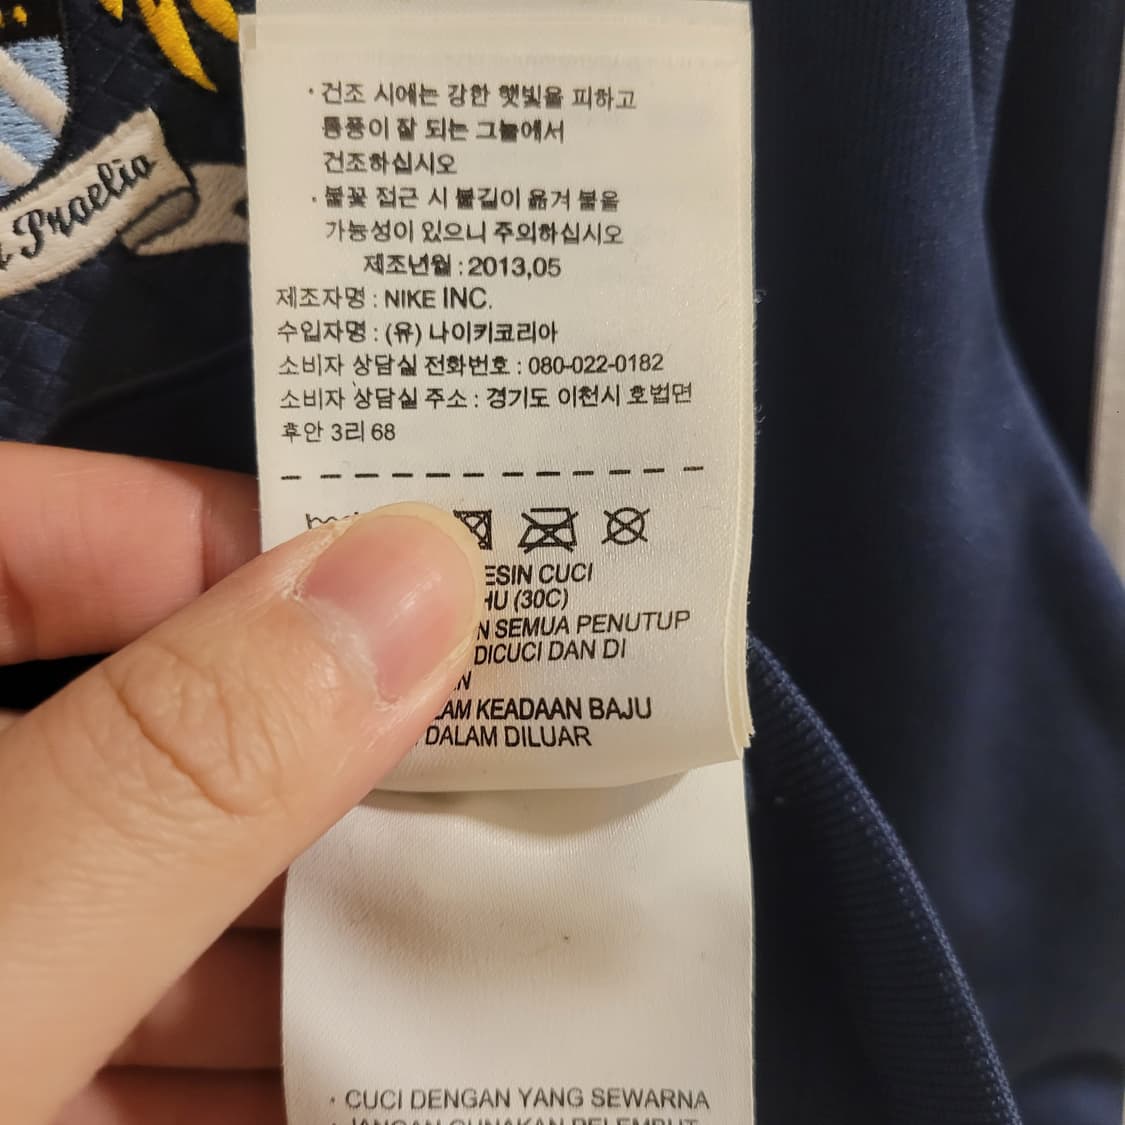 Praelio
· 건조 시에는 강한 햇빛을 피하고
통풍이 잘 되는 그늘에서
건조하십시오
· 불꽃 접근 시 불길이 옮겨 붙을
가능성이 있으니 주의하십시오
제조년월 : 2013,05
제조자명 : NIKE INC.
수입자명 : (유) 나이키코리아
소비자 상담실 전화번호 : 080-022-0182
소비자 상담실 주소 : 경기도 이천시 호법면
후안 3리 68
ESIN CUCI
HU (30C)
N SEMUA PENUTUP
DICUCI DAN DI
AN
LAM KEADAAN BAJU
DALAM DILUAR
· CUCI DENGAN YANG SEWARNA
· JANGAN GUNAKAN PELEMBUT